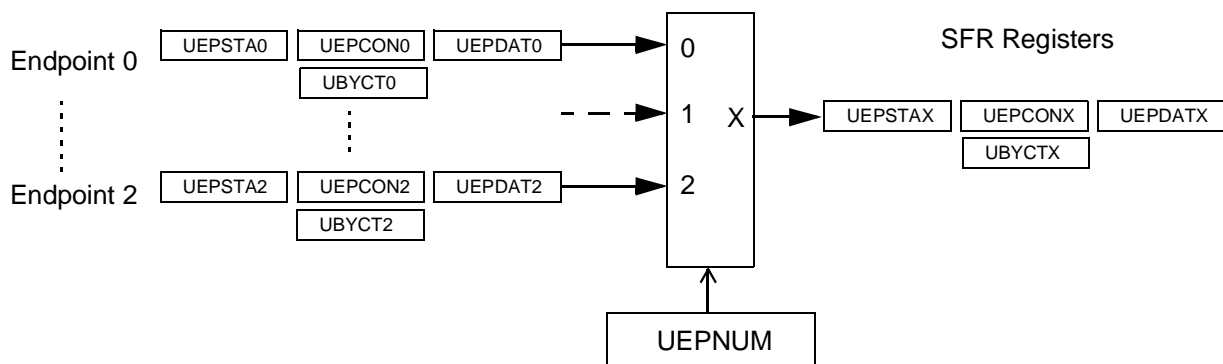 Endpoint 0 UEPSTA0 UEPCON0 UEPDAT0 0 SFR Registers
UBYCT0
1 X UEPSTAX UEPCONX UEPDATX
UBYCTX
Endpoint 2 UEPSTA2 UEPCON2 UEPDAT2 2
UBYCT2
UEPNUM